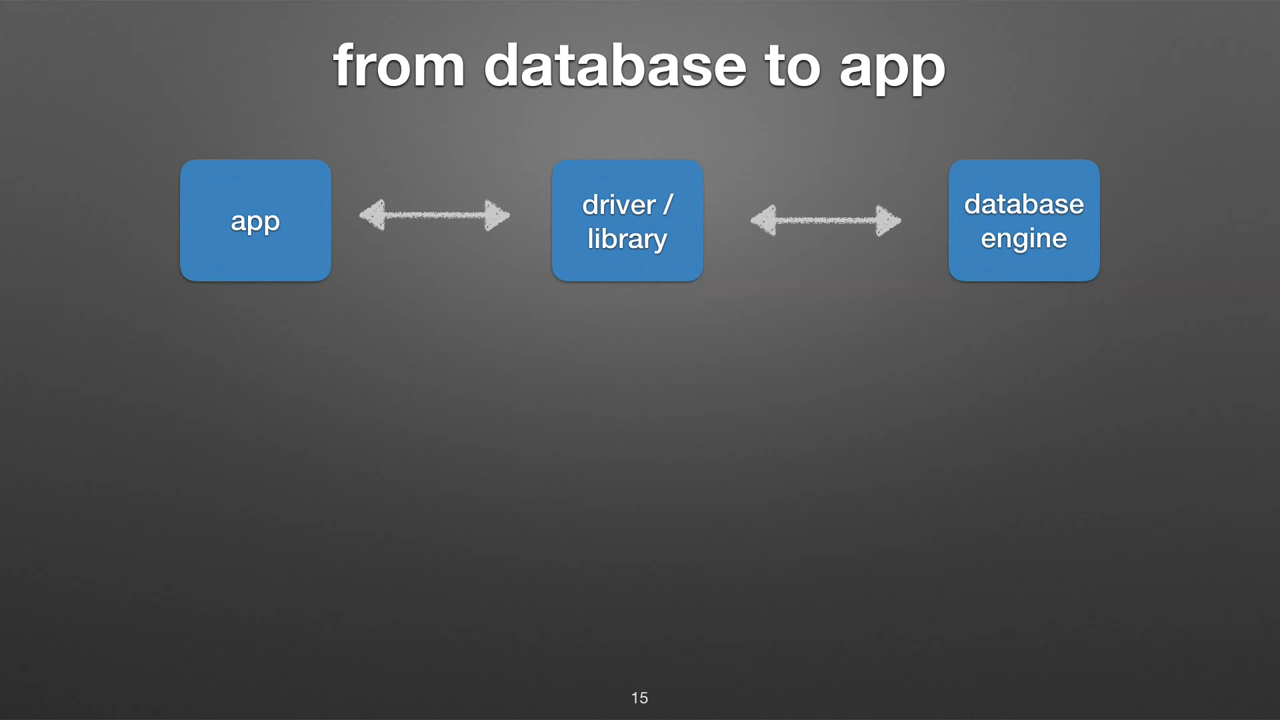 from database to app
app
driver /
library
database
engine
15